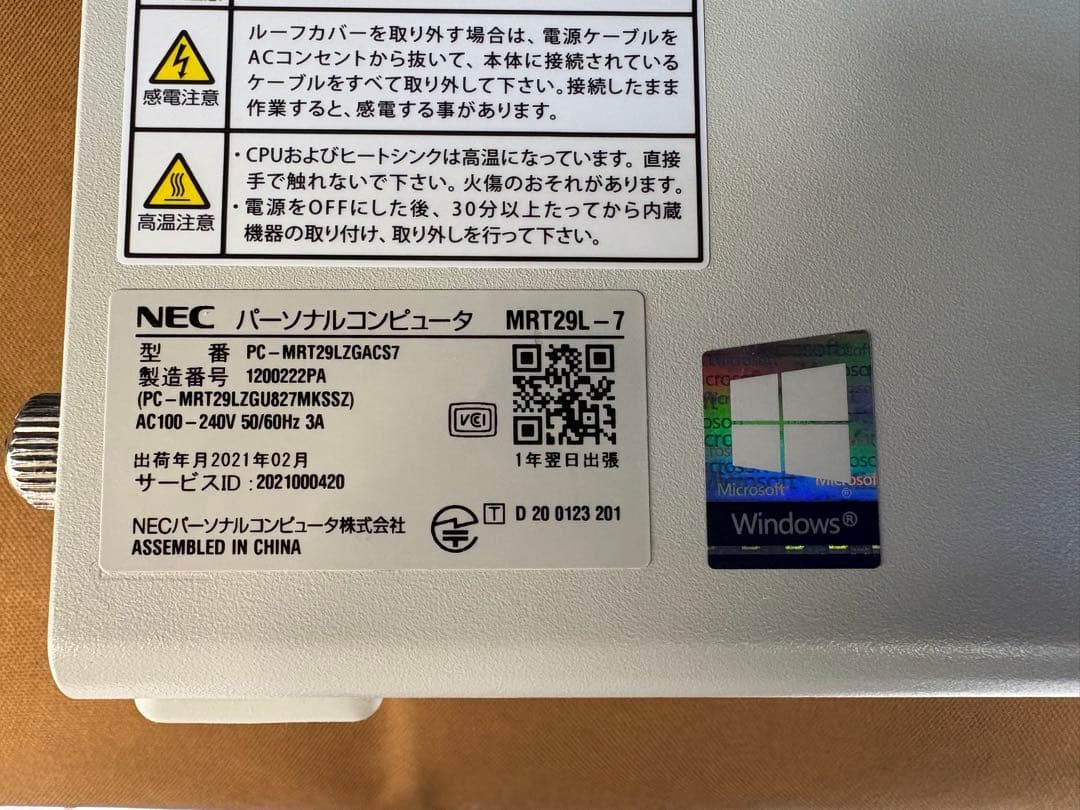 ルーフカバーを取り外す場合は、電源ケーブルを
ACコンセントから抜いて、本体に接続されている
ケーブルをすべて取り外して下さい。接続したまま
作業すると、感電する事があります。
感電注意
・CPUおよびヒートシンクは高温になっています。直接
手で触れないで下さい。火傷のおそれがあります。
・電源をOFFにした後、30分以上たってから内蔵
機器の取り付け、取り外しを行って下さい。
高温注意
NEC パーソナルコンピュータ MRT29L-7
型 番 PC-MRT29LZGACS7
製造番号 1200222PA
(PC-MRT29LZGU827MKSSZ)
AC100-240V 50/60Hz 3A
VCCI
1年翌日出張
出荷年月2021年02月
サービスID:2021000420
NECパーソナルコンピュータ株式会社
T D 20 0123 201
ASSEMBLED IN CHINA
Microsoft Microsoft®
Windows®